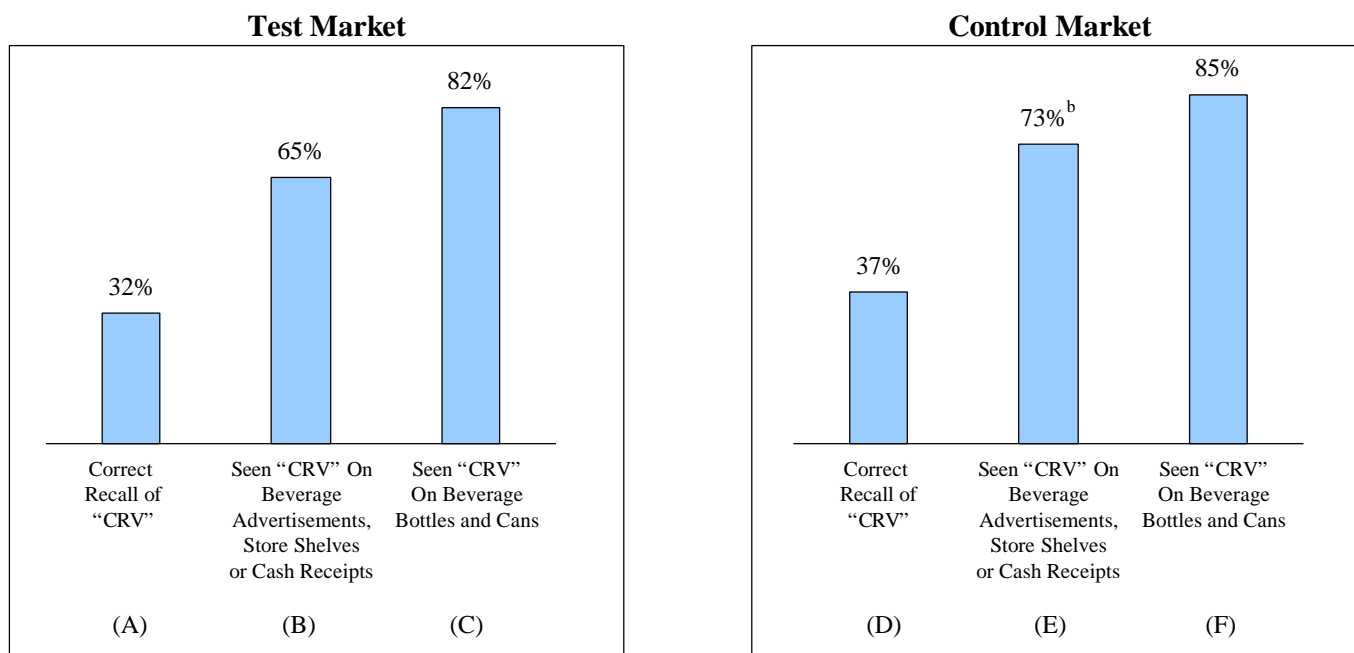 Test Market
82%
65%
32%
Correct
Recall of
“CRV”
Seen “CRV” On
Beverage
Advertisements,
Store Shelves
or Cash Receipts
Seen “CRV”
On Beverage
Bottles and Cans
(A)
(B)
(C)
Control Market
85%
73%b
37%
Correct
Recall of
“CRV”
Seen “CRV” On
Beverage
Advertisements,
Store Shelves
or Cash Receipts
Seen “CRV”
On Beverage
Bottles and Cans
(D)
(E)
(F)